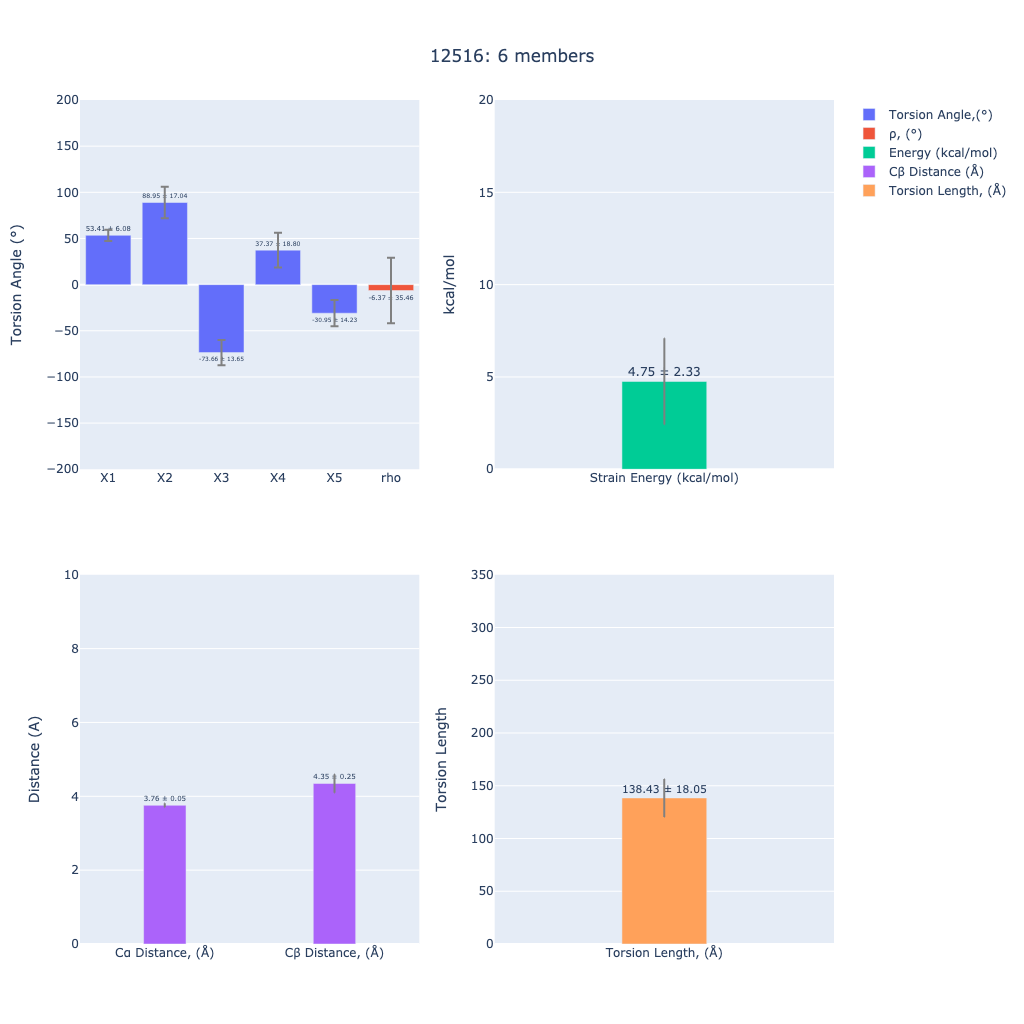 12516: 6 members
Torsion Angle (°)
200
150
100
50
0
−50
−100
−150
−200
53.41 ± 6.08
88.95 ± 17.04
-73.66 ± 13.65
37.37 ± 18.80
-30.95 ± 14.23
-6.37 ± 35.46
X1 X2 X3 X4 X5 rho
kcal/mol
20
15
10
5
0
4.75 ± 2.33
Strain Energy (kcal/mol)
Torsion Angle,(°)
ρ, (°)
Energy (kcal/mol)
Cβ Distance (Å)
Torsion Length, (Å)
Distance (A)
10
8
6
4
2
0
3.76 ± 0.05
4.35 ± 0.25
Cα Distance, (Å) Cβ Distance, (Å)
Torsion Length
350
300
250
200
150
100
50
0
138.43 ± 18.05
Torsion Length, (Å)